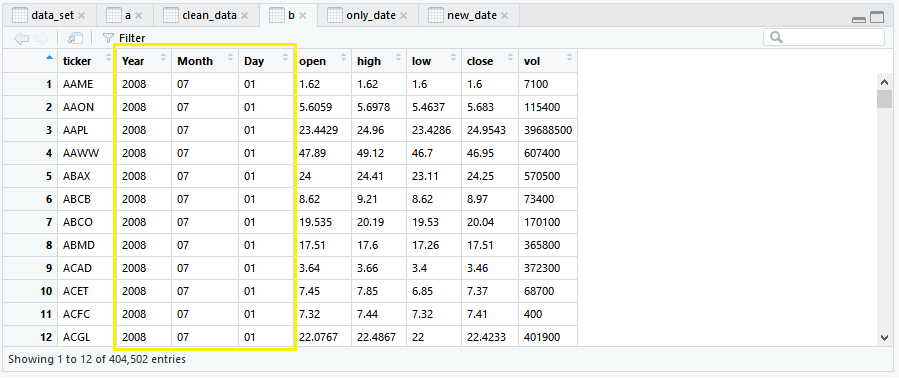 data_set a clean_data b only_date new_date
Filter
ticker Year Month Day open high low close vol
1 AAME 2008 07 01 1.62 1.62 1.6 1.6 7100
2 AAON 2008 07 01 5.6059 5.6978 5.4637 5.683 115400
3 AAPL 2008 07 01 23.4429 24.96 23.4286 24.9543 39688500
4 AAWW 2008 07 01 47.89 49.12 46.7 46.95 607400
5 ABAX 2008 07 01 24 24.41 23.11 24.25 570500
6 ABCB 2008 07 01 8.62 9.21 8.62 8.97 73400
7 ABCO 2008 07 01 19.535 20.19 19.53 20.04 170100
8 ABMD 2008 07 01 17.51 17.6 17.26 17.51 365800
9 ACAD 2008 07 01 3.64 3.66 3.4 3.46 372300
10 ACET 2008 07 01 7.45 7.85 6.85 7.37 68700
11 ACFC 2008 07 01 7.32 7.44 7.32 7.41 400
12 ACGL 2008 07 01 22.0767 22.4867 22 22.4233 401900
Showing 1 to 12 of 404,502 entries